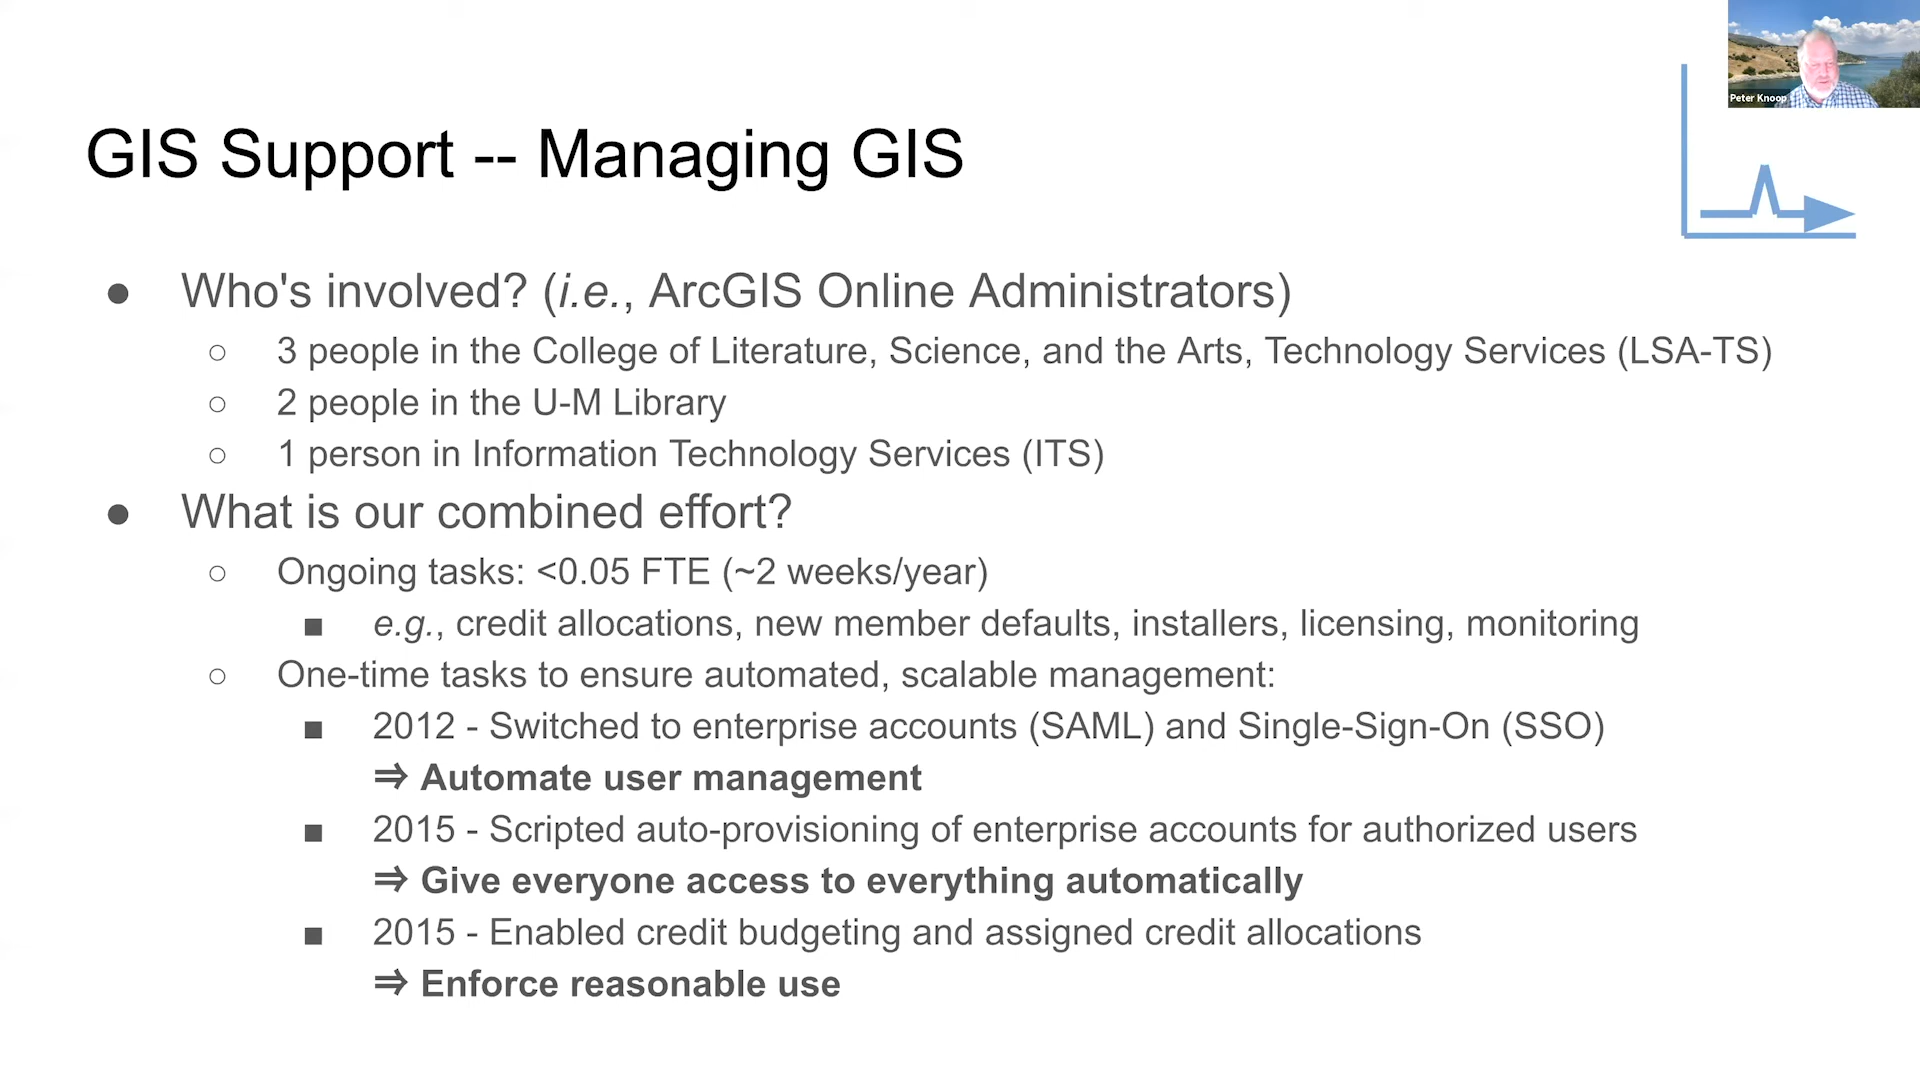 Peter Knoop
GIS Support -- Managing GIS
● Who's involved? (i.e., ArcGIS Online Administrators)
○ 3 people in the College of Literature, Science, and the Arts, Technology Services (LSA-TS)
○ 2 people in the U-M Library
○ 1 person in Information Technology Services (ITS)
● What is our combined effort?
○ Ongoing tasks: <0.05 FTE (~2 weeks/year)
■ e.g., credit allocations, new member defaults, installers, licensing, monitoring
○ One-time tasks to ensure automated, scalable management:
■ 2012 - Switched to enterprise accounts (SAML) and Single-Sign-On (SSO)
⇒ Automate user management
■ 2015 - Scripted auto-provisioning of enterprise accounts for authorized users
⇒ Give everyone access to everything automatically
■ 2015 - Enabled credit budgeting and assigned credit allocations
⇒ Enforce reasonable use